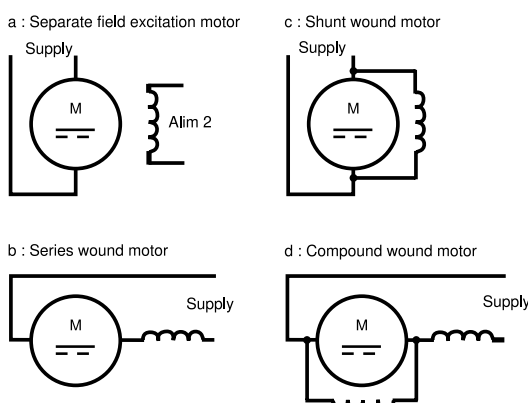 a : Separate field excitation motor
Supply
M
Alim 2
c : Shunt wound motor
Supply
M
b : Series wound motor
Supply
M
d : Compound wound motor
Supply
M